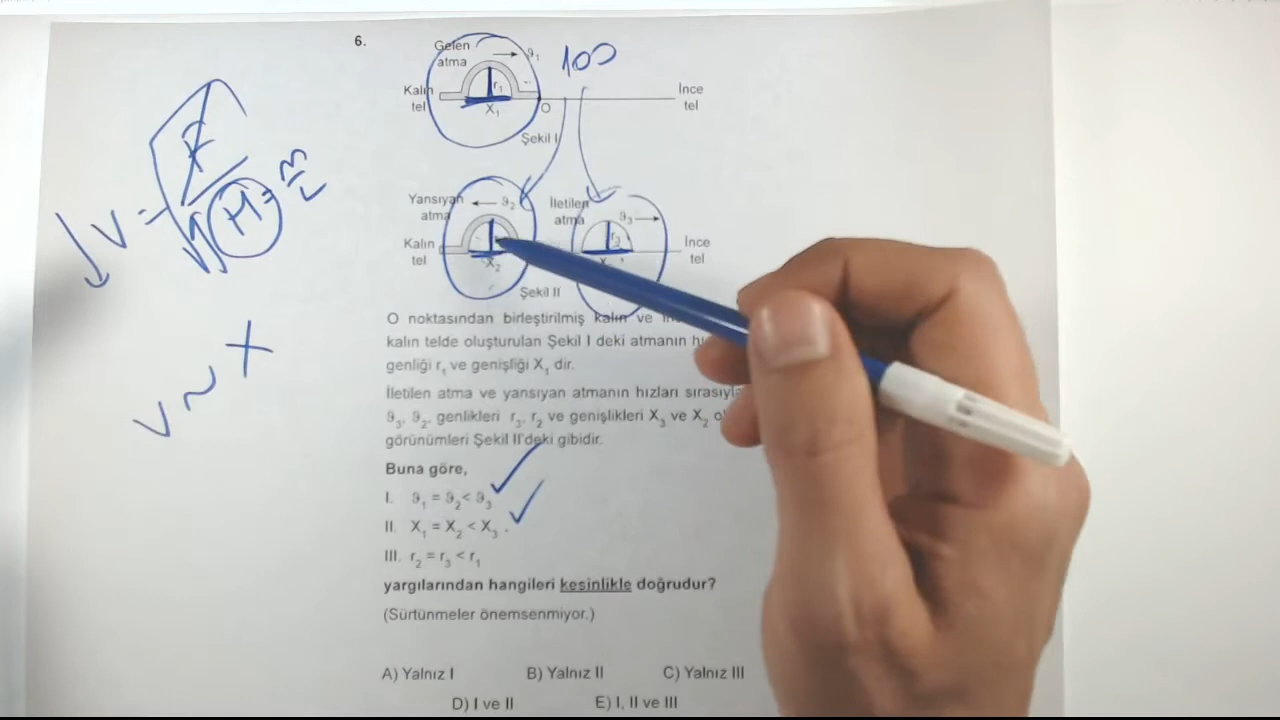 6.
Gelen
atma
ϑ₁
100
Kalın
tel
r₁
X₁
O
İnce
tel
Şekil I
Yansıyan
atma
ϑ₂
İletilen
atma
ϑ₃
Kalın
tel
X₂
r₃
İnce
tel
Şekil II
V = √F/M = m/L
V ~ X
O noktasından birleştirilmiş kalın ve
kalın telde oluşturulan Şekil I deki atmanın
genliği r₁ ve genişliği X₁ dir.
İletilen atma ve yansıyan atmanın hızları sırasıyla
ϑ₃, ϑ₂, genlikleri r₃, r₂ ve genişlikleri X₃ ve X₂
görünümleri Şekil II'deki gibidir.
Buna göre,
I. ϑ₁ = ϑ₂ < ϑ₃
II. X₁ = X₂ < X₃ .
III. r₂ = r₃ < r₁
yargılarından hangileri kesinlikle doğrudur?
(Sürtünmeler önemsenmiyor.)
A) Yalnız I B) Yalnız II C) Yalnız III
D) I ve II E) I, II ve III